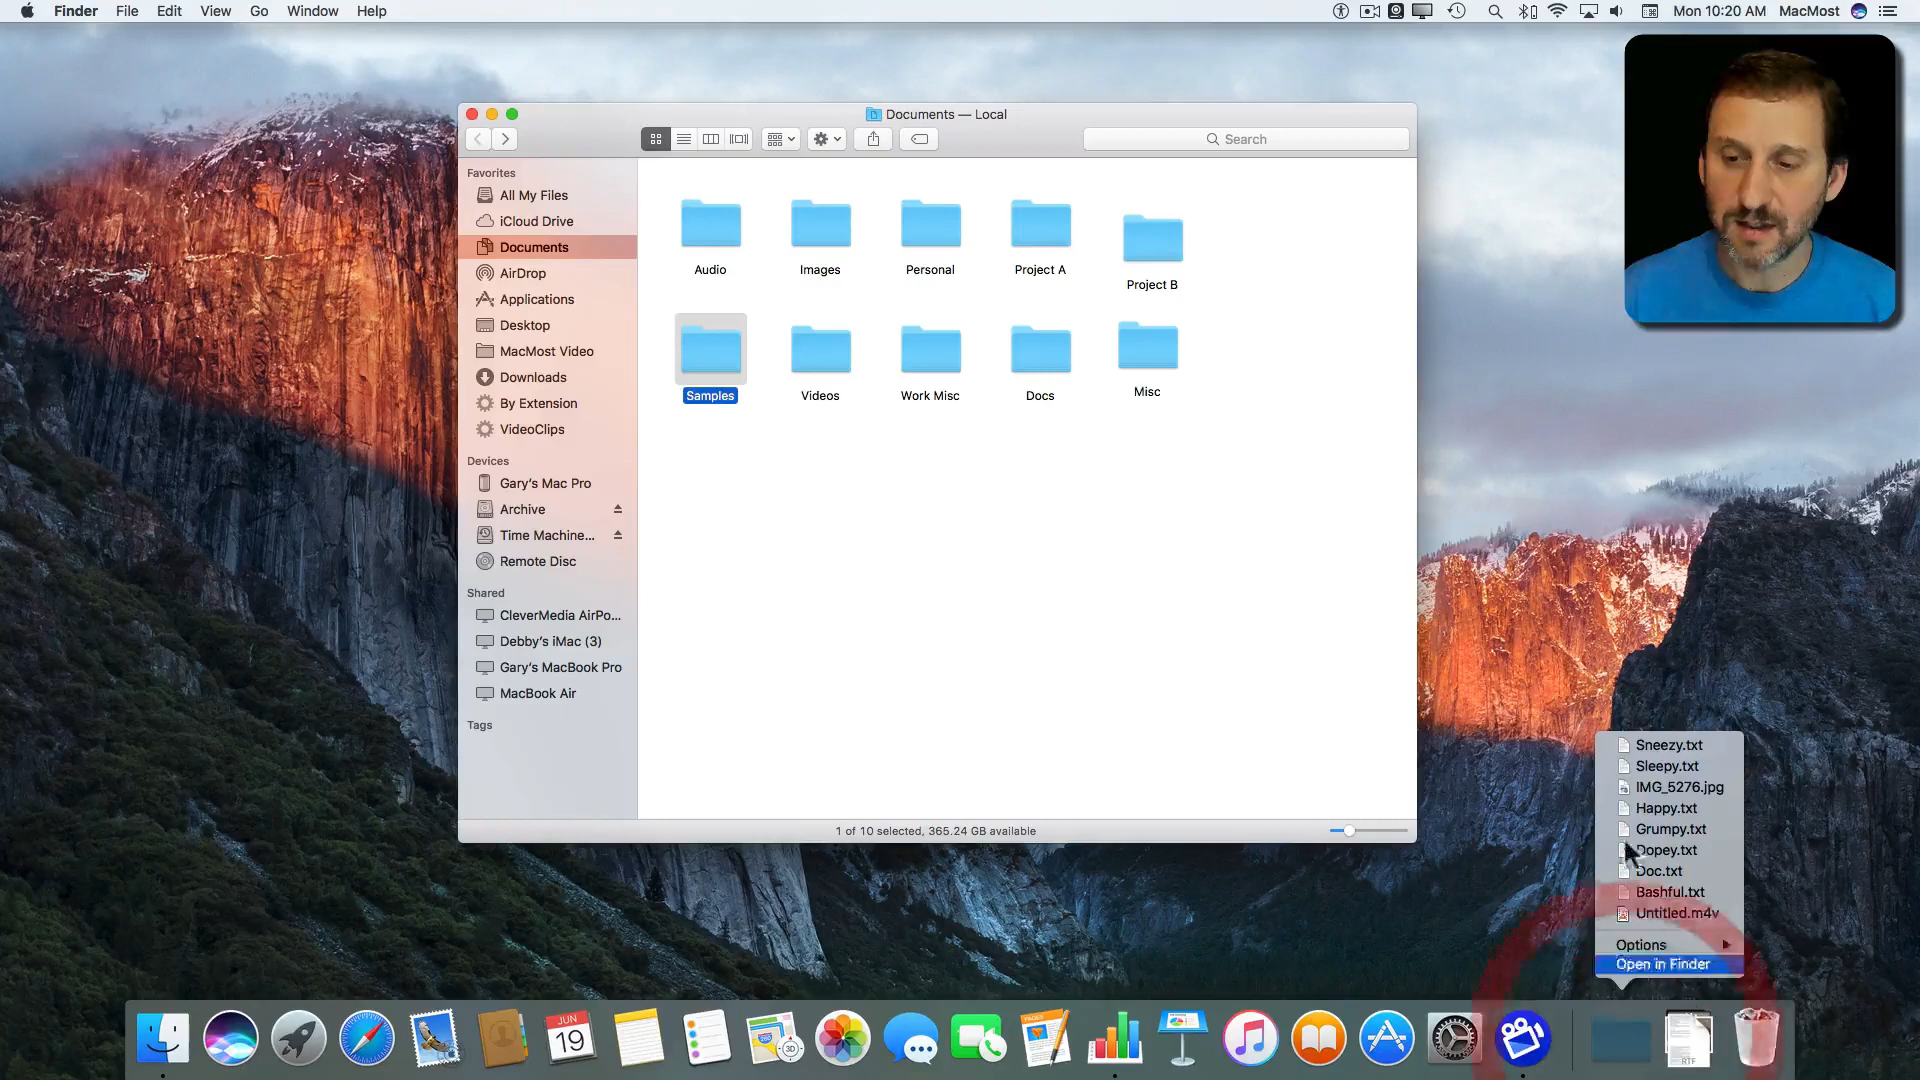 Finder File Edit View Go Window Help
Mon 10:20 AM MacMost
Documents — Local
Search
Favorites
All My Files
iCloud Drive
Documents
AirDrop
Applications
Desktop
MacMost Video
Downloads
By Extension
VideoClips
Devices
Gary's Mac Pro
Archive
Time Machine...
Remote Disc
Shared
CleverMedia AirPo...
Debby's iMac (3)
Gary's MacBook Pro
MacBook Air
Tags
Audio Images Personal Project A Project B
Samples Videos Work Misc Docs Misc
1 of 10 selected, 365.24 GB available
Sneezy.txt
Sleepy.txt
IMG_5276.jpg
Happy.txt
Grumpy.txt
Dopey.txt
Doc.txt
Bashful.txt
Untitled.m4v
Options
Open in Finder
JUN
19
280
3D
RTF